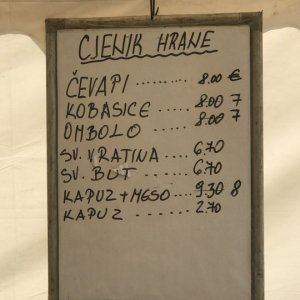 CJENIK HRANE
ČEVAPI .......... 8.00 €
KOBASICE ........ 8.00 7
OMBOLO .......... 8.00 7
SV. VRATINA .... 6.70
SV. BUT ...... 6.70
KAPUZ + MESO .... 9.30 8
KAPUZ ....... 2.70